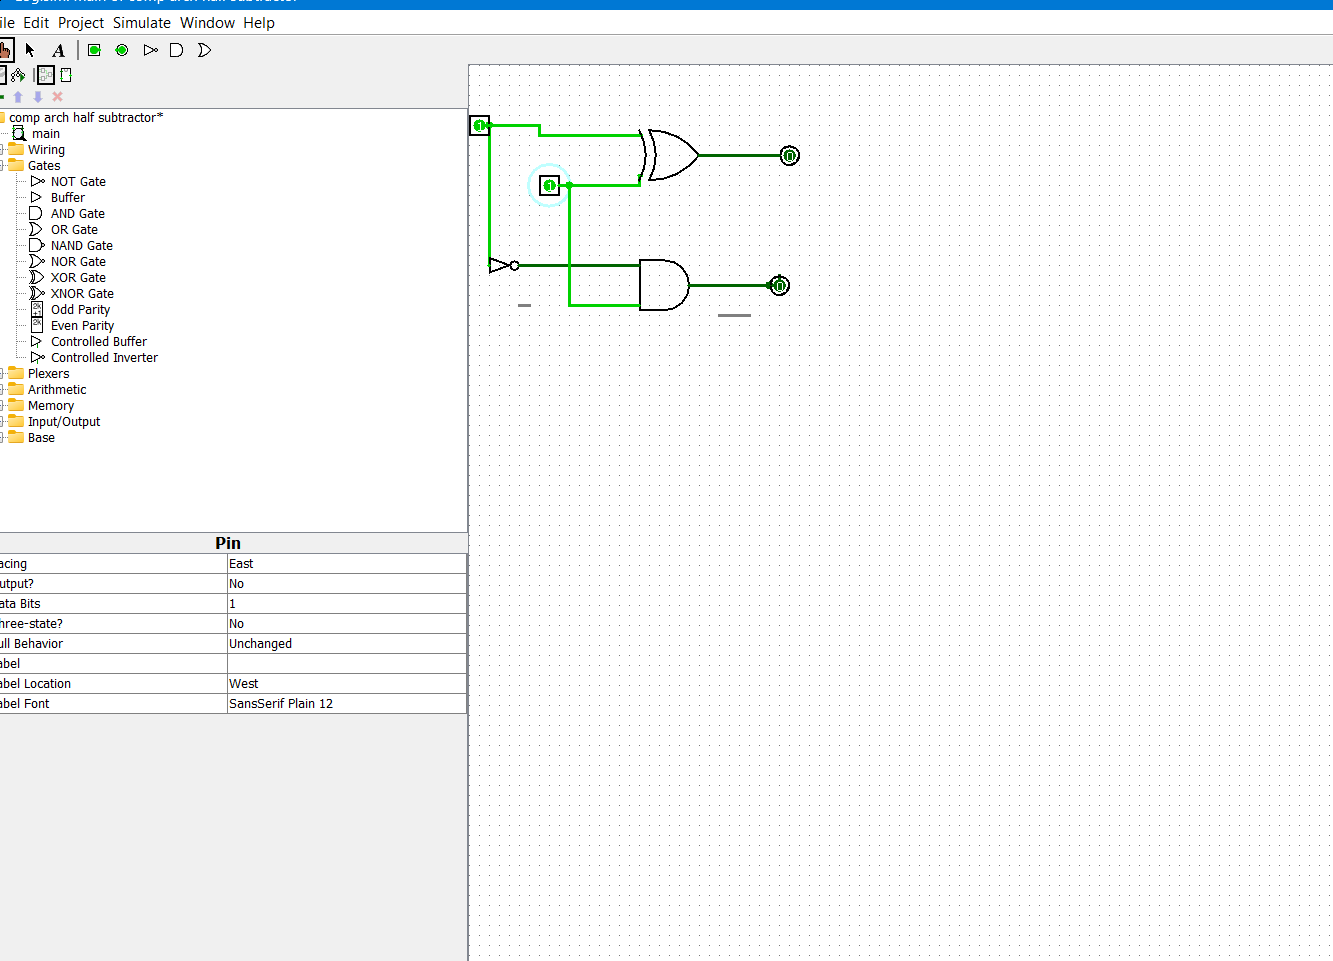 ile Edit Project Simulate Window Help
A
comp arch half subtractor*
main
Wiring
Gates
NOT Gate
Buffer
AND Gate
OR Gate
NAND Gate
NOR Gate
XOR Gate
XNOR Gate
Odd Parity
Even Parity
Controlled Buffer
Controlled Inverter
Plexers
Arithmetic
Memory
Input/Output
Base
Pin
acing East
utput? No
ata Bits 1
hree-state? No
ull Behavior Unchanged
abel
abel Location West
abel Font SansSerif Plain 12
1
1
0
0